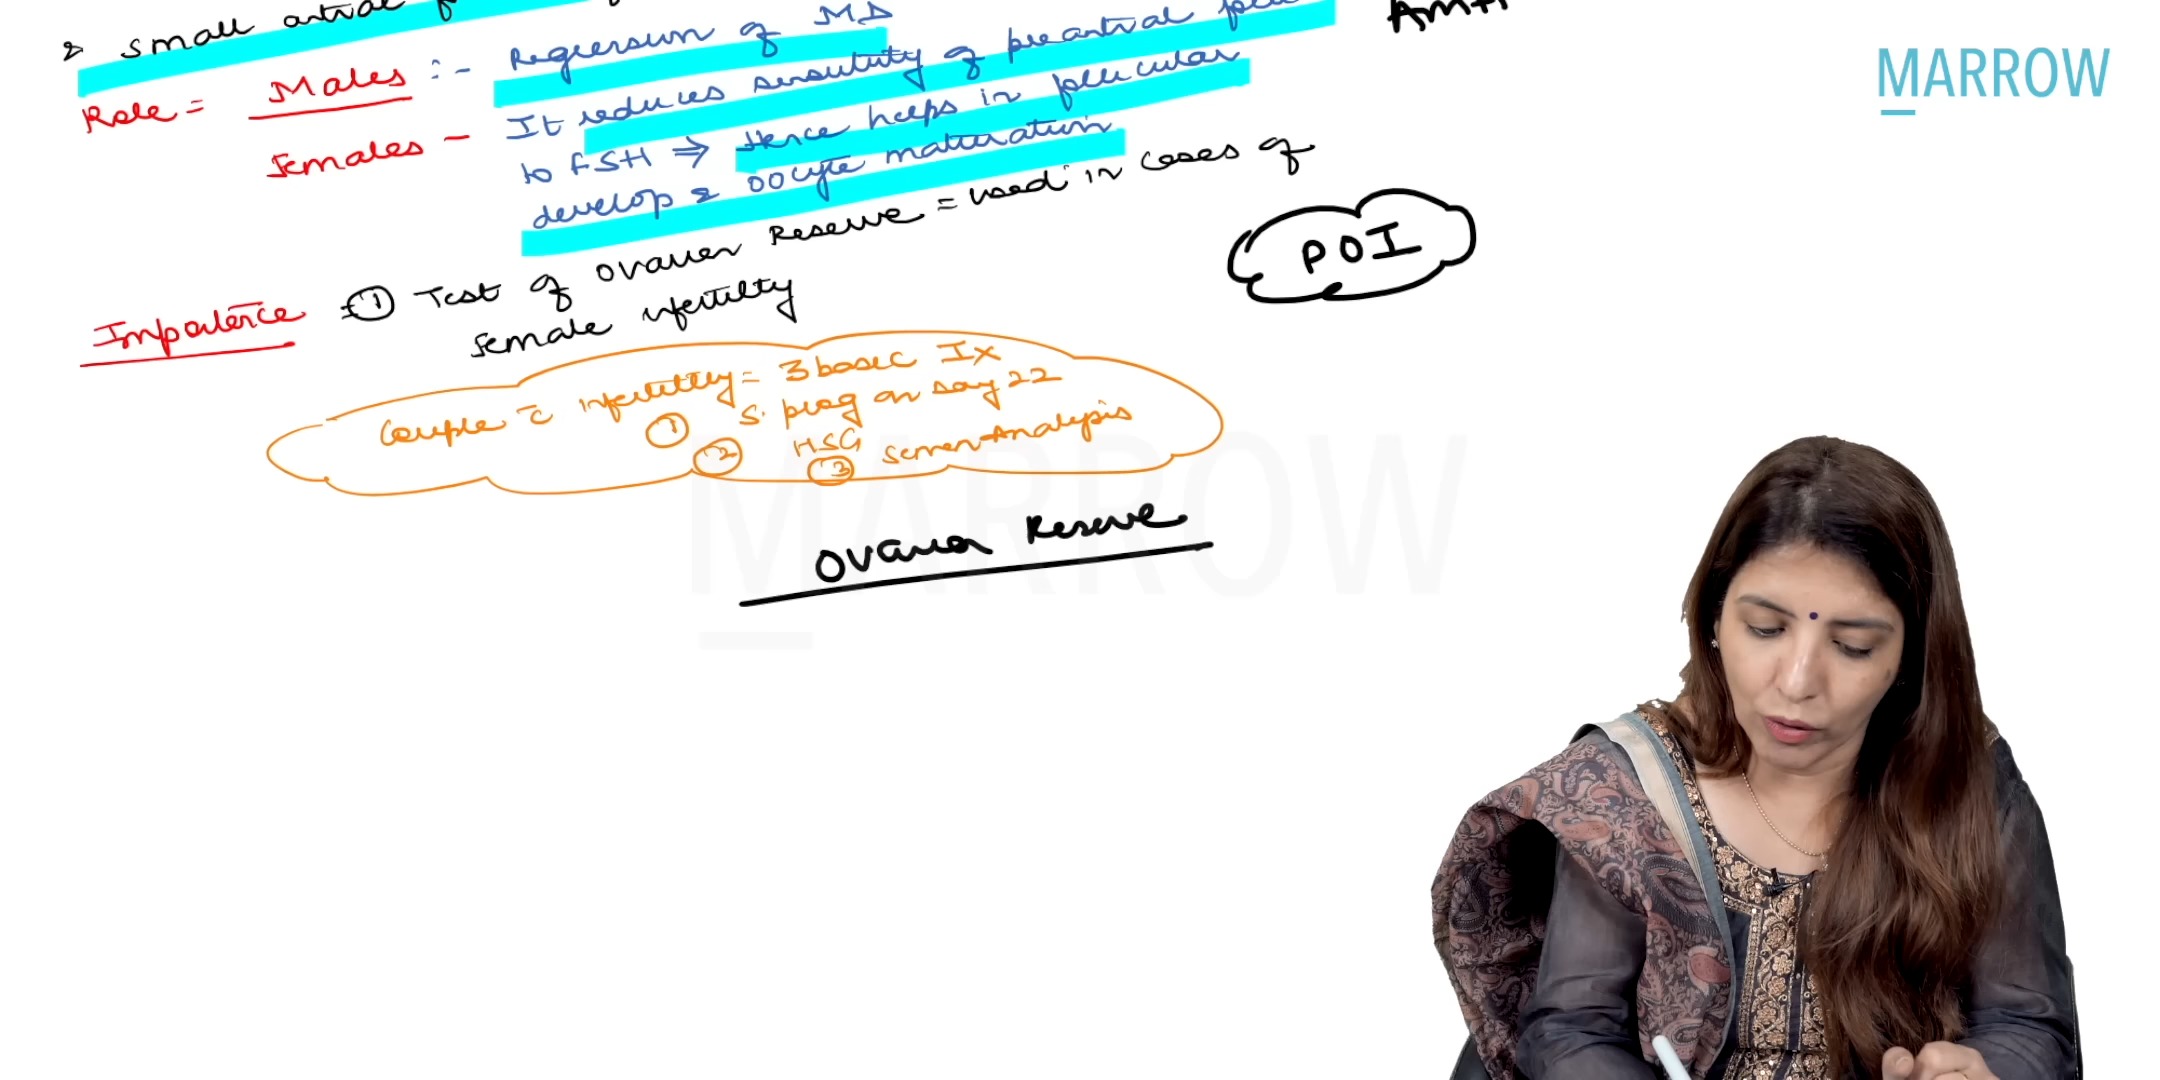 & small antral
AMH
MARROW
Role = Males :- Regression of MD
Females - It reduces sensitivity of preantral
to FSH ⇒ Hence helps in follicular
develop & oocyte maturation
Importance = ① Test of ovarian Reserve = used in cases of
female infertility
POI
Couple c̄ infertility = 3 basic Ix
① S. prog on day 22
② HSG
③ Semen Analysis
MARROW
Ovarian Reserve